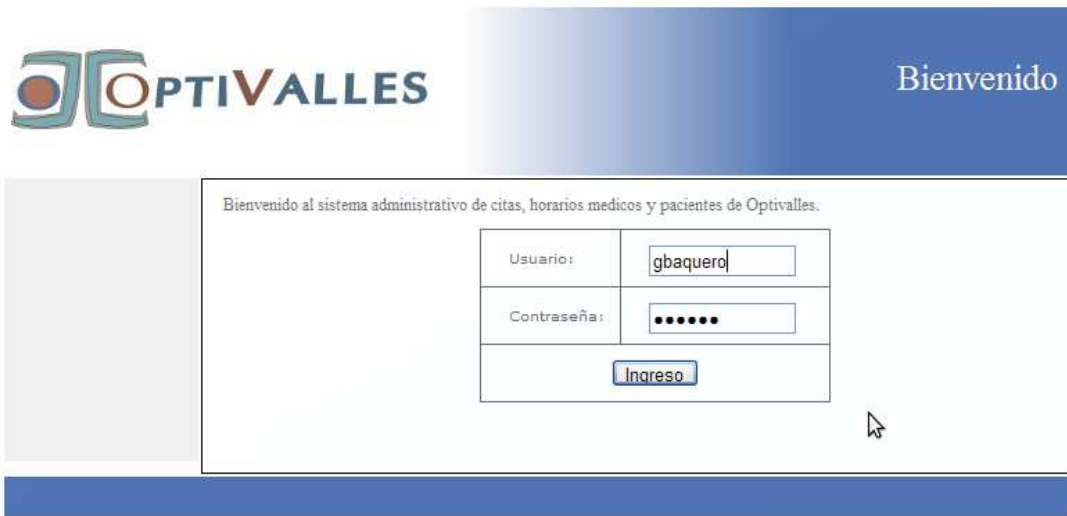 OPTIVALLES
Bienvenido
Bienvenido al sistema administrativo de citas, horarios medicos y pacientes de Optivalles.
Usuario: gbaquero
Contraseña: ••••••
Ingreso